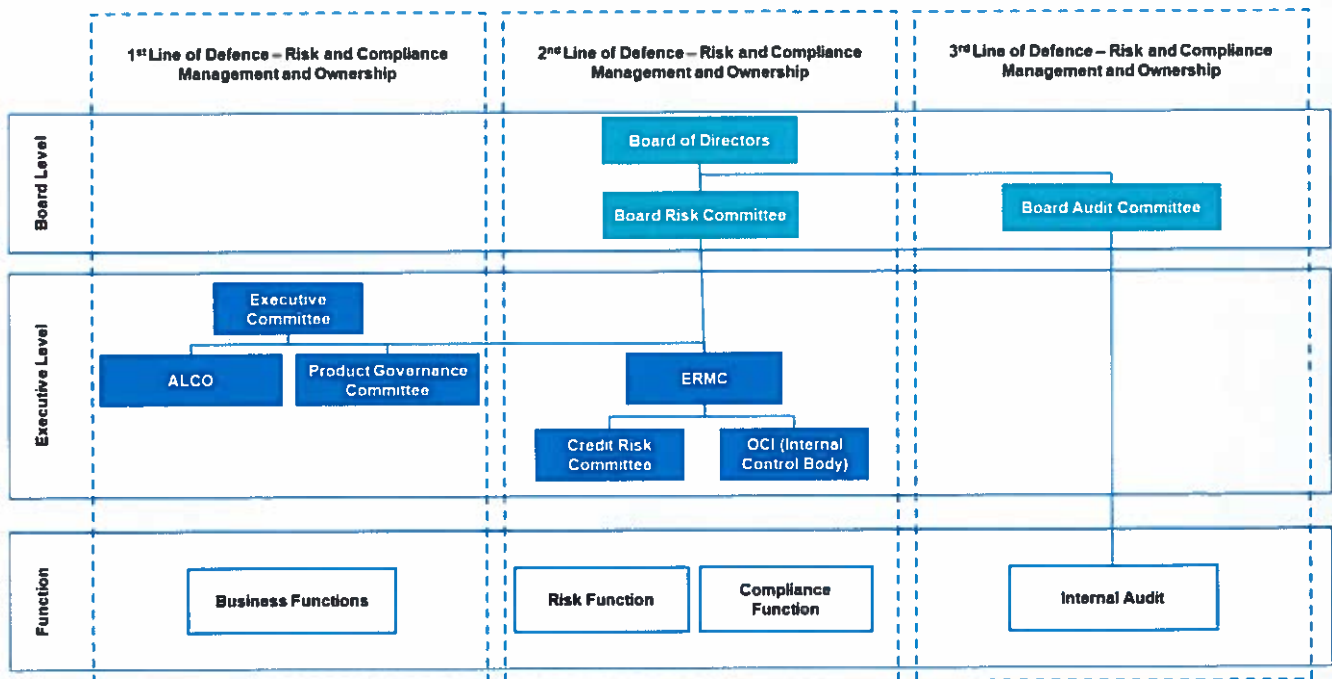 1st Line of Defence – Risk and Compliance
Management and Ownership
2nd Line of Defence – Risk and Compliance
Management and Ownership
3rd Line of Defence – Risk and Compliance
Management and Ownership
Board Level
Board of Directors
Board Risk Committee
Board Audit Committee
Executive Level
Executive
Committee
ALCO
Product Governance
Committee
ERMC
Credit Risk
Committee
OCI (Internal
Control Body)
Function
Business Functions
Risk Function
Compliance
Function
Internal Audit